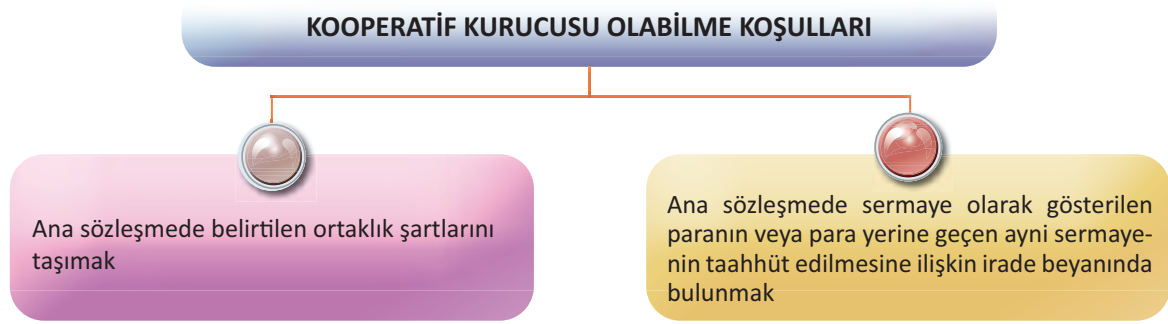 KOOPERATİF KURUCUSU OLABİLME KOŞULLARI
Ana sözleşmede belirtilen ortaklık şartlarını
taşımak
Ana sözleşmede sermaye olarak gösterilen
paranın veya para yerine geçen ayni sermaye-
nin taahhüt edilmesine ilişkin irade beyanında
bulunmak